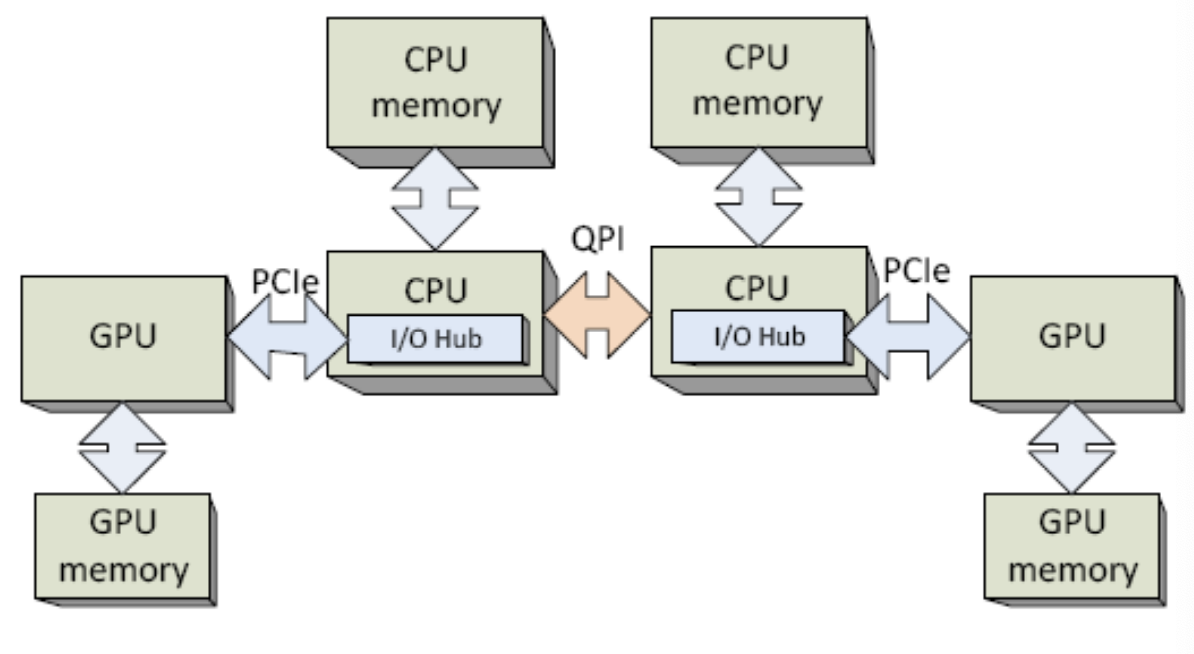 CPU
memory
CPU
memory
QPI
PCIe
CPU
I/O Hub
CPU
I/O Hub
PCIe
GPU
GPU
GPU
memory
GPU
memory